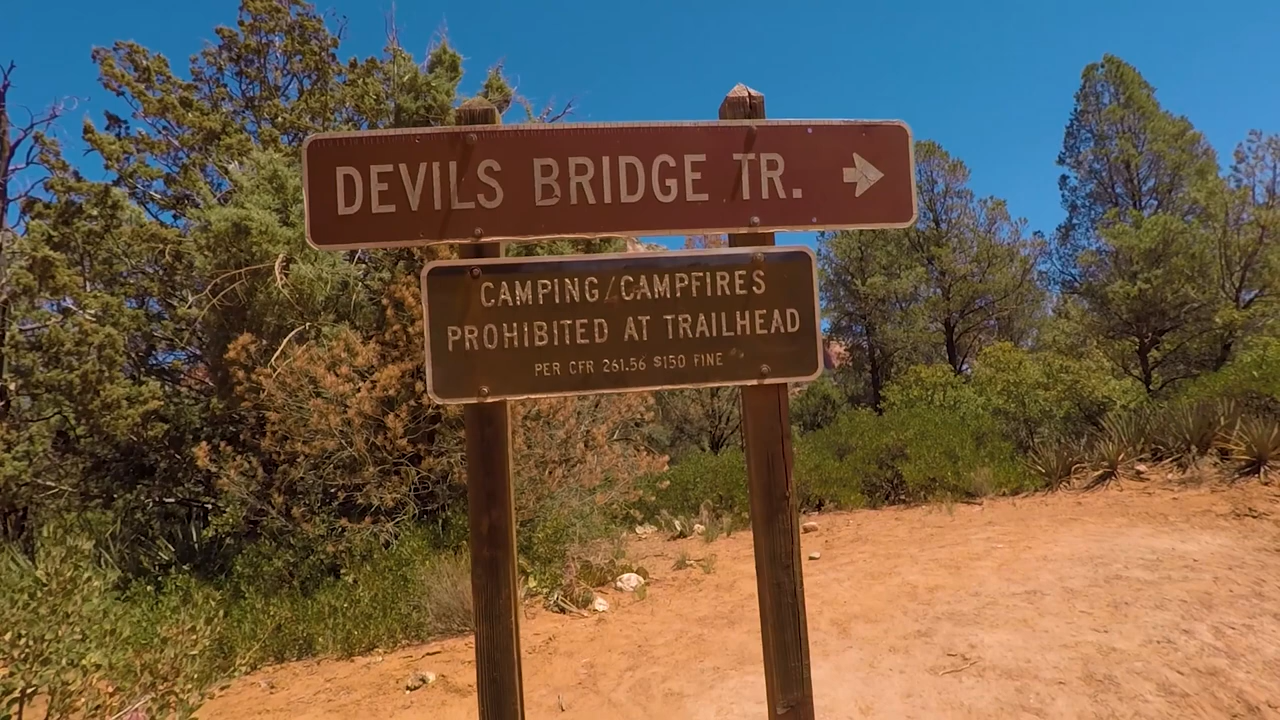 DEVILS BRIDGE TR.
CAMPING/CAMPFIRES
PROHIBITED AT TRAILHEAD
PER CFR 261.56 $150 FINE